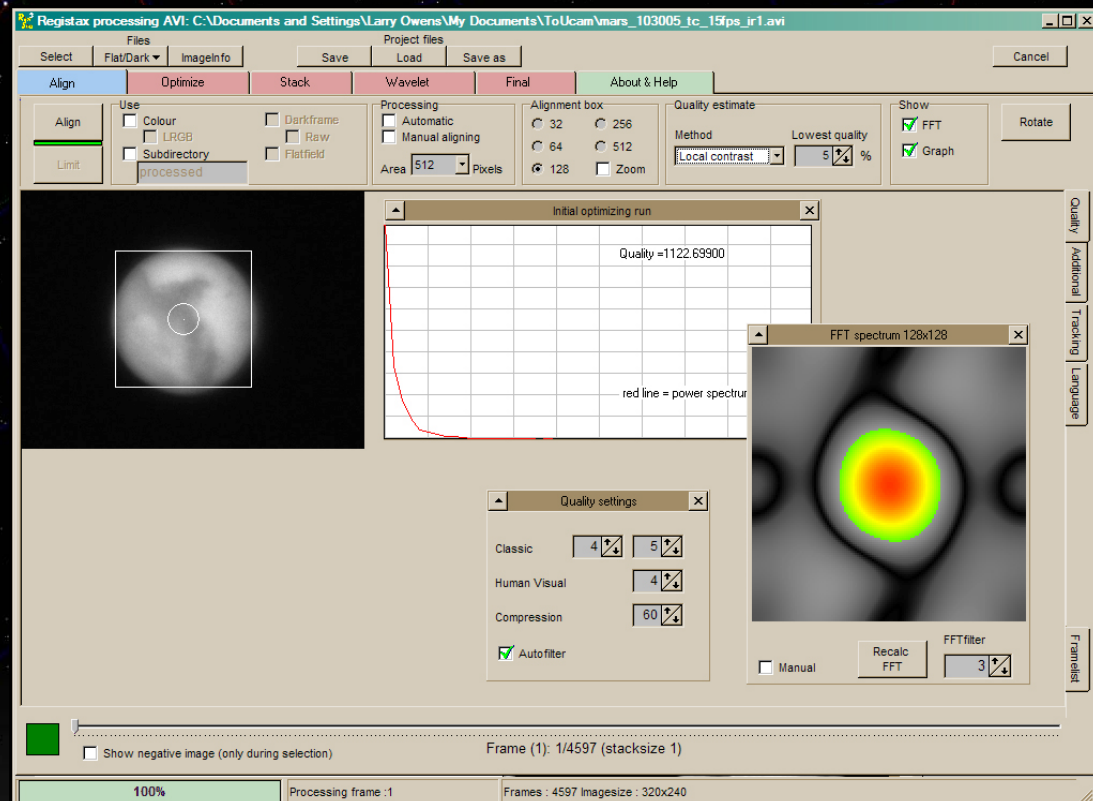 Registax processing AVI: C:\Documents and Settings\Larry Owens\My Documents\ToUcam\mars_103005_tc_15fps_ir1.avi
Files
Project files
Select Flat/Dark ImageInfo Save Load Save as Cancel
Align Optimize Stack Wavelet Final About & Help
Align
Limit
Use
Colour
LRGB
Subdirectory
processed
Darkframe
Raw
Flatfield
Processing
Automatic
Manual aligning
Area 512 Pixels
Alignment box
32 256
64 512
128 Zoom
Quality estimate
Method Lowest quality
Local contrast 5 %
Show
FFT
Graph
Rotate
Quality
Additional
Tracking
Language
Framelist
Initial optimizing run
Quality =1122.69900
red line = power spectrum
FFT spectrum 128x128
Manual
Recalc
FFT
FFTfilter
3
Quality settings
Classic 4 5
Human Visual 4
Compression 60
Autofilter
Show negative image (only during selection)
Frame (1): 1/4597 (stacksize 1)
100% Processing frame :1 Frames : 4597 Imagesize : 320x240